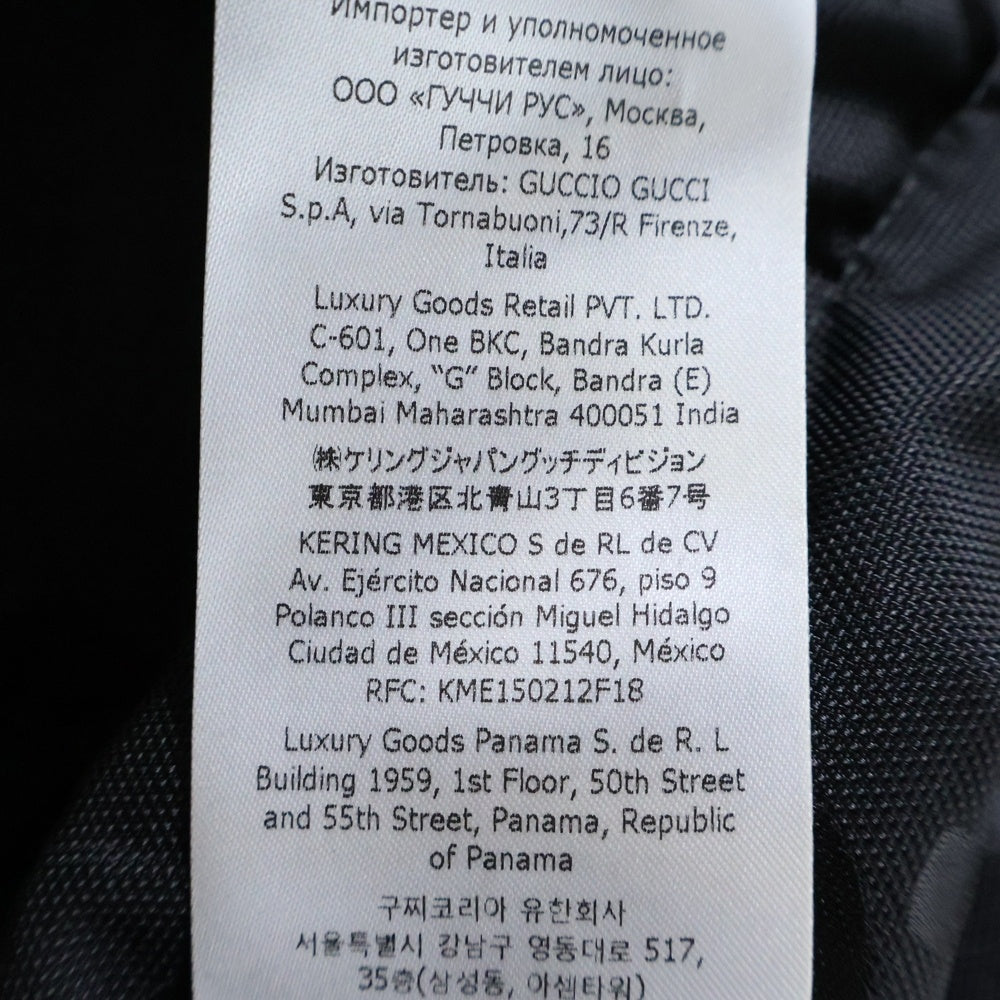 Импортер и уполномоченное
изготовителем лицо:
ООО «ГУЧЧИ РУС», Москва,
Петровка, 16
Изготовитель: GUCCIO GUCCI
S.p.A, via Tornabuoni,73/R Firenze,
Italia
Luxury Goods Retail PVT. LTD.
C-601, One BKC, Bandra Kurla
Complex, “G” Block, Bandra (E)
Mumbai Maharashtra 400051 India
㈱ケリングジャパングッチディビジョン
東京都港区北青山3丁目6番7号
KERING MEXICO S de RL de CV
Av. Ejército Nacional 676, piso 9
Polanco III sección Miguel Hidalgo
Ciudad de México 11540, México
RFC: KME150212F18
Luxury Goods Panama S. de R. L
Building 1959, 1st Floor, 50th Street
and 55th Street, Panama, Republic
of Panama
구찌코리아 유한회사
서울특별시 강남구 영동대로 517,
35층(삼성동, 아셈타워)